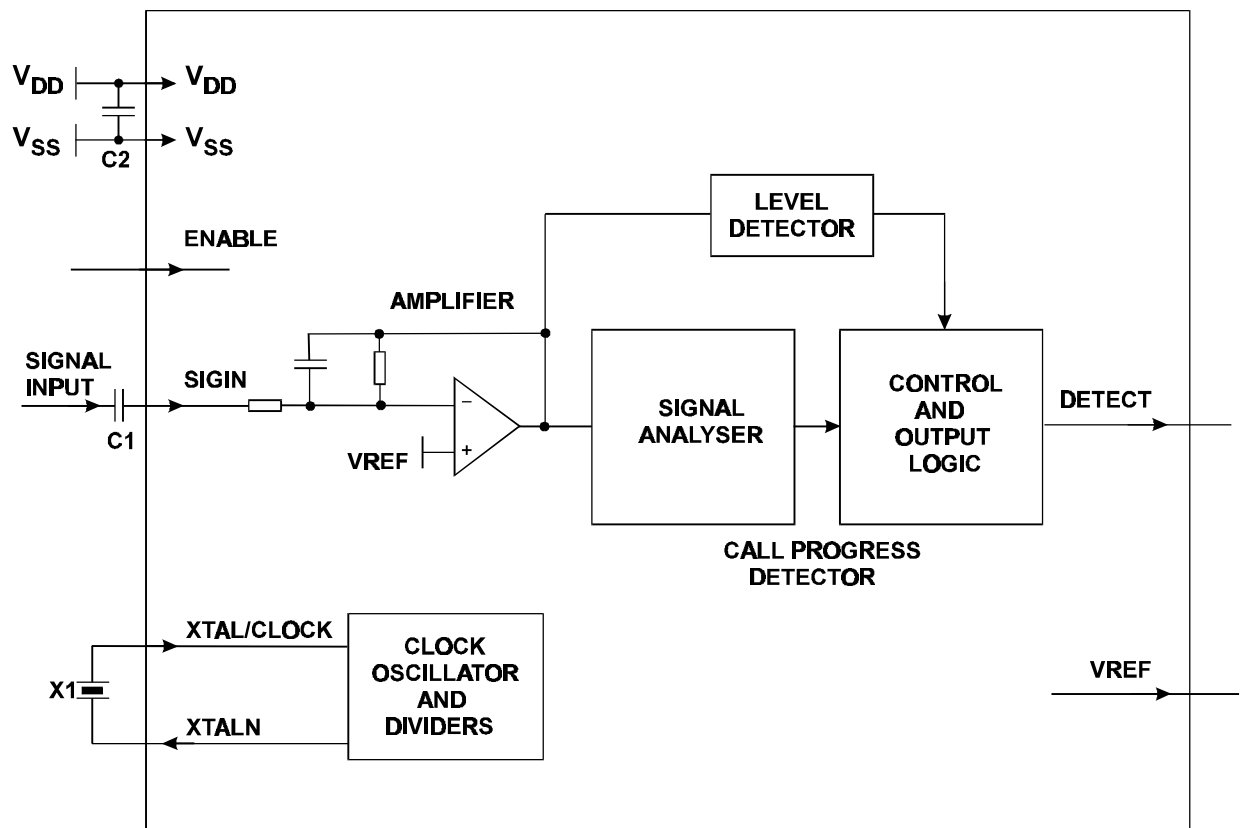 VDD
VDD
VSS
VSS
C2
ENABLE
AMPLIFIER
LEVEL
DETECTOR
SIGNAL
INPUT
C1
SIGIN
−
+
VREF
SIGNAL
ANALYSER
CONTROL
AND
OUTPUT
LOGIC
DETECT
CALL PROGRESS
DETECTOR
XTAL/CLOCK
X1
XTALN
CLOCK
OSCILLATOR
AND
DIVIDERS
VREF